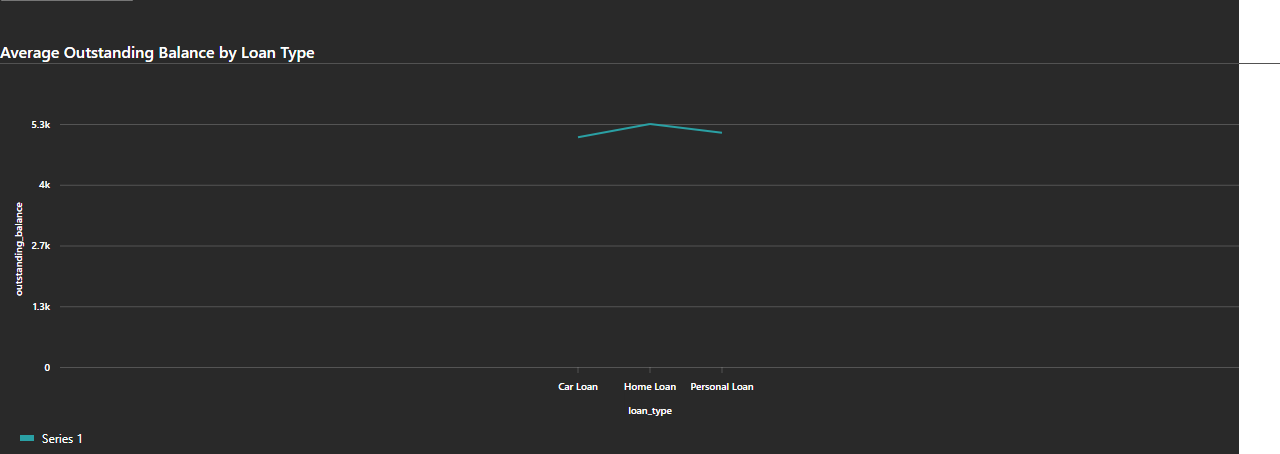 Average Outstanding Balance by Loan Type
5.3k
4k
2.7k
1.3k
0
outstanding_balance
Car Loan
Home Loan
Personal Loan
loan_type
Series 1